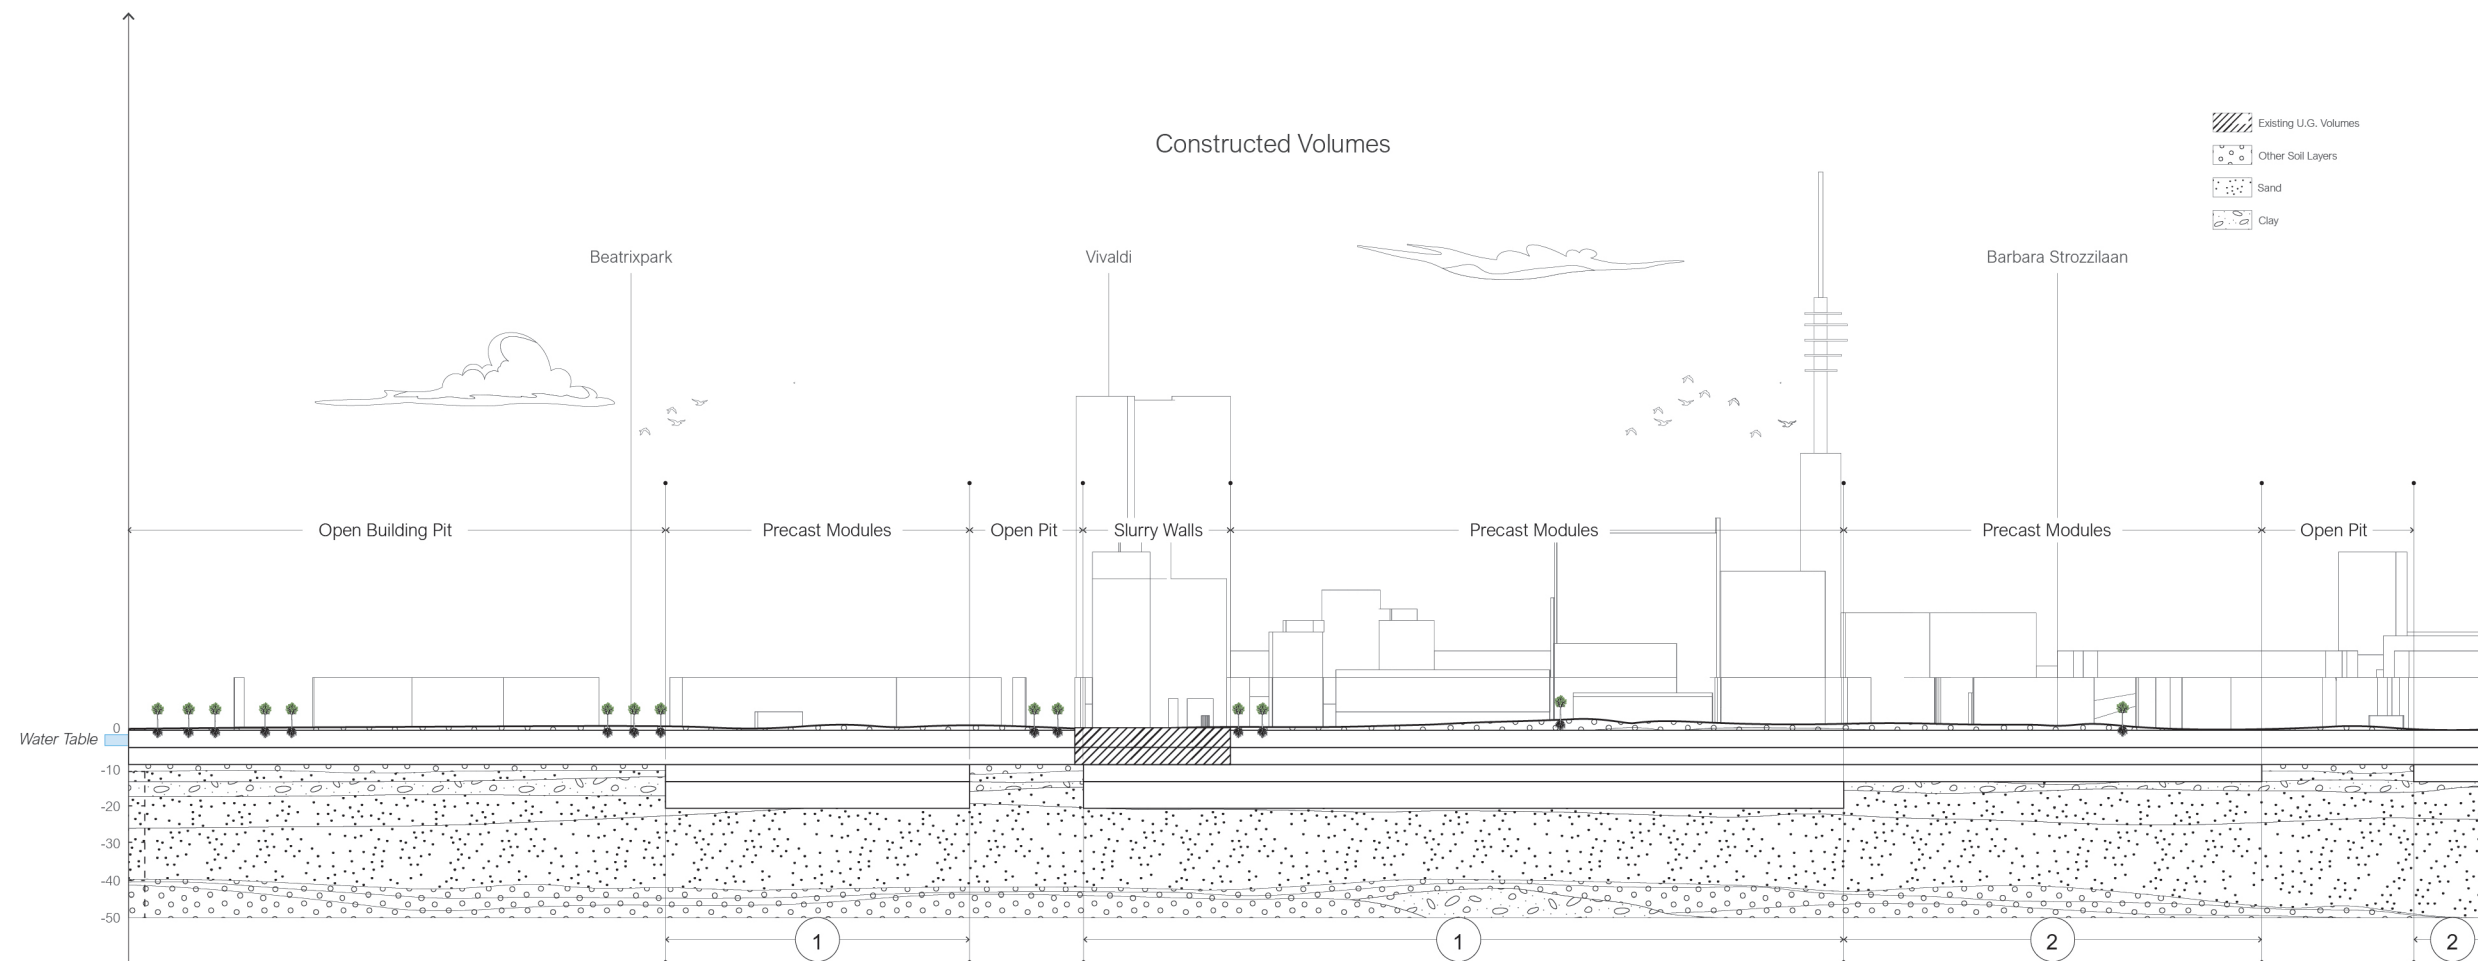 Constructed Volumes
Existing U.G. Volumes
Other Soil Layers
Sand
Clay
Beatrixpark
Vivaldi
Barbara Strozzilaan
Open Building Pit
Precast Modules
Open Pit
Slurry Walls
Precast Modules
Precast Modules
Open Pit
0
Water Table
-10
-20
-30
-40
-50
1
1
2
2